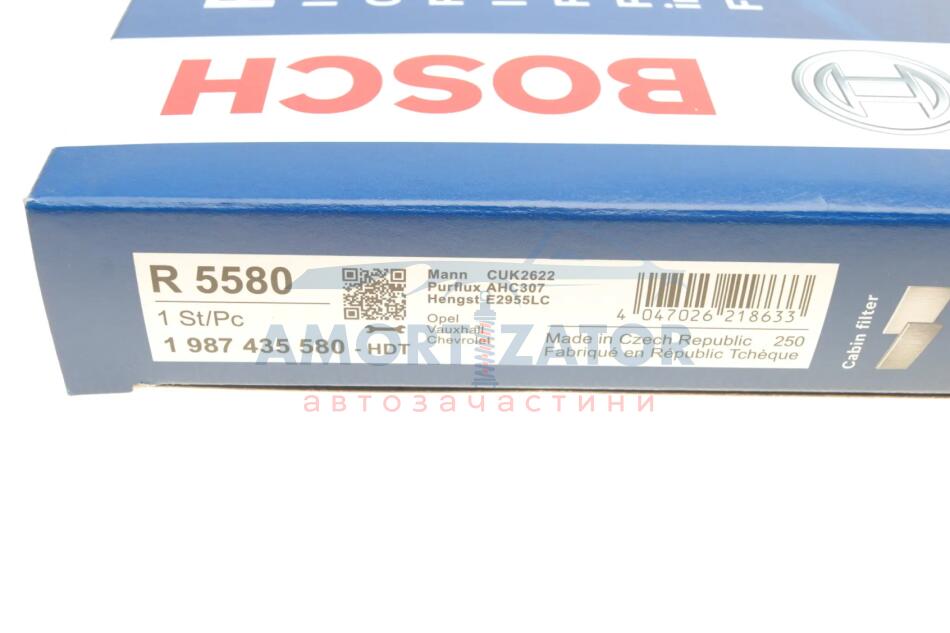 BOSCH
R 5580
1 St/Pc
1 987 435 580 - HDT
Mann CUK2622
Purflux AHC307
Hengst E2955LC
Opel
Vauxhall
Chevrolet
4 047026 218633
Made in Czech Republic 250
Fabriqué en République Tchèque
Cabin filter
AMORTIZATOR
автозачастини